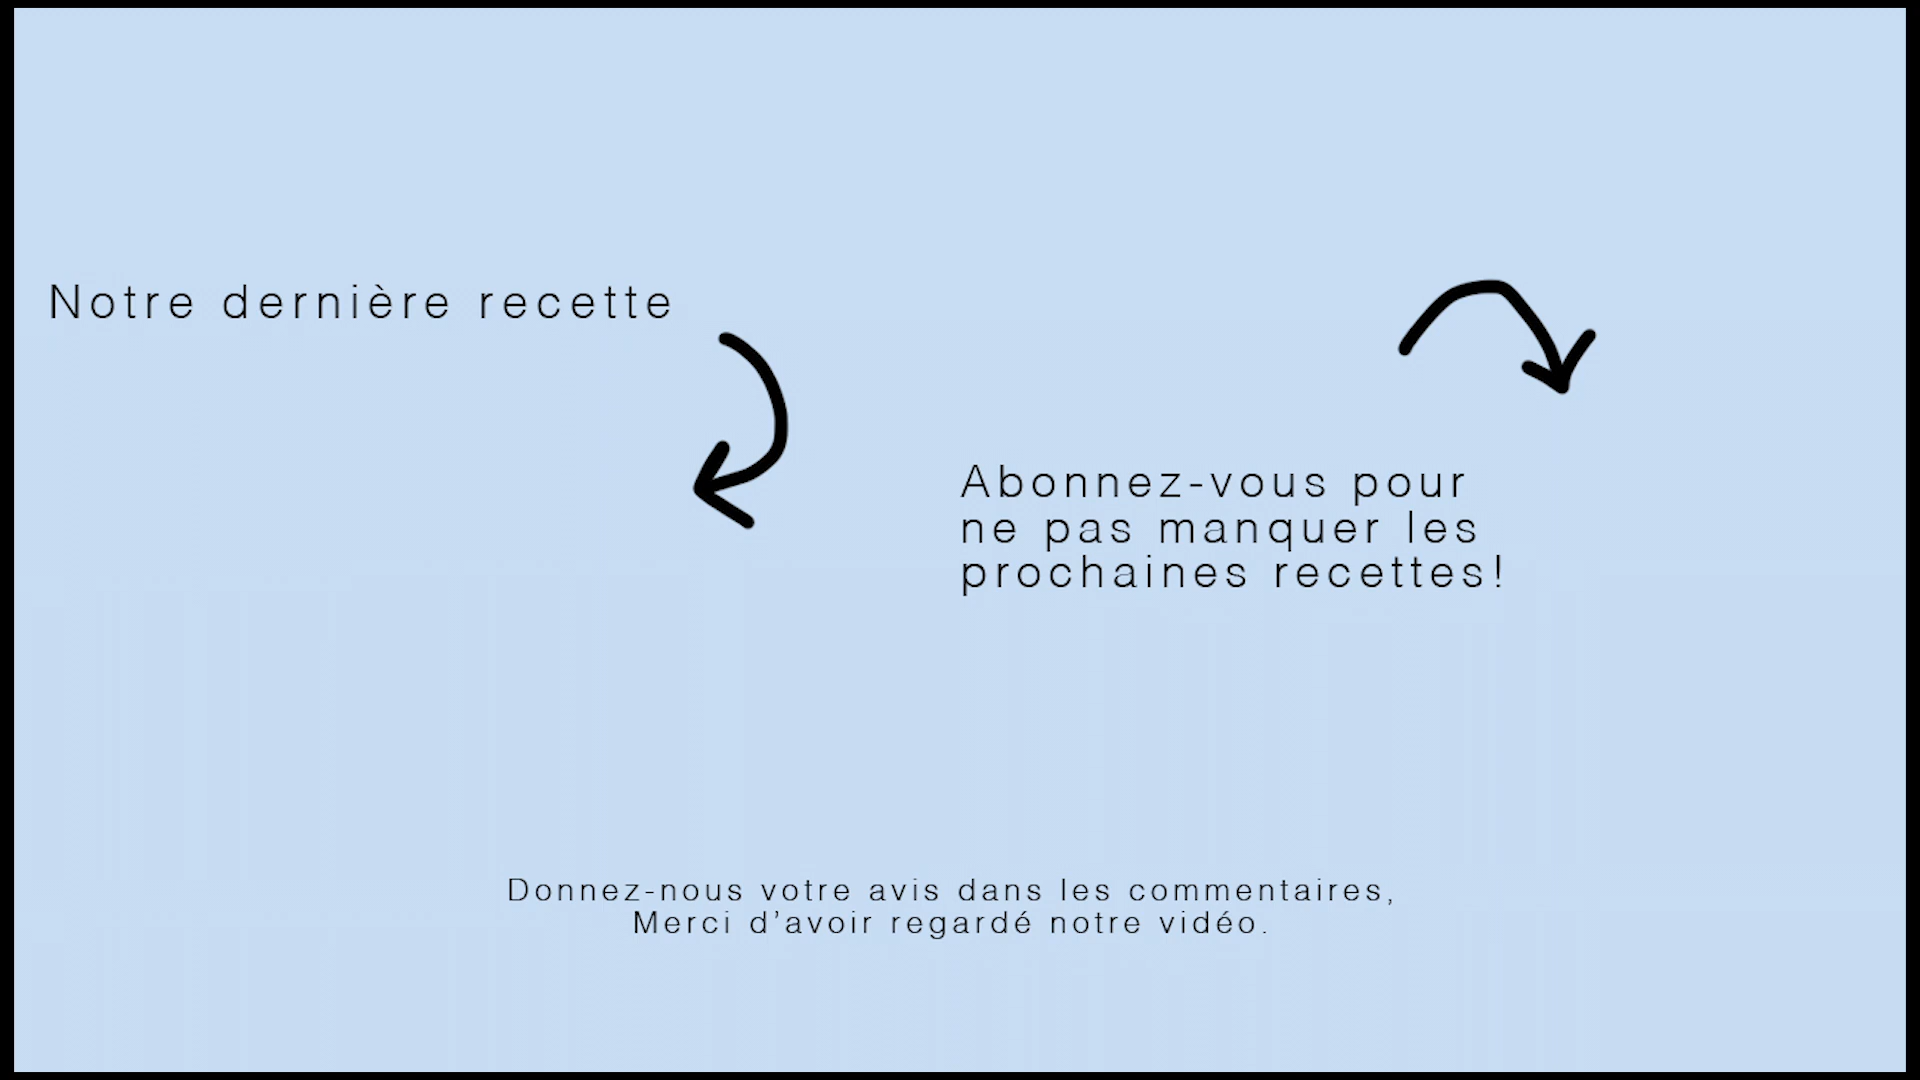 Notre dernière recette
Abonnez-vous pour
ne pas manquer les
prochaines recettes!
Donnez-nous votre avis dans les commentaires,
Merci d’avoir regardé notre vidéo.